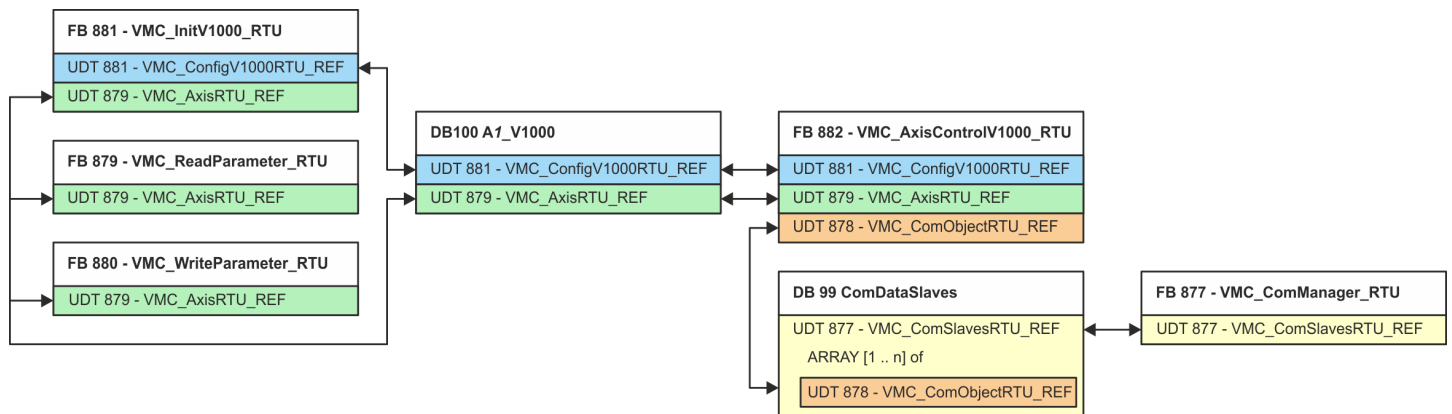 FB 881 - VMC_InitV1000_RTU
UDT 881 - VMC_ConfigV1000RTU_REF
UDT 879 - VMC_AxisRTU_REF
FB 879 - VMC_ReadParameter_RTU
UDT 879 - VMC_AxisRTU_REF
FB 880 - VMC_WriteParameter_RTU
UDT 879 - VMC_AxisRTU_REF
DB100 A1_V1000
UDT 881 - VMC_ConfigV1000RTU_REF
UDT 879 - VMC_AxisRTU_REF
FB 882 - VMC_AxisControlV1000_RTU
UDT 881 - VMC_ConfigV1000RTU_REF
UDT 879 - VMC_AxisRTU_REF
UDT 878 - VMC_ComObjectRTU_REF
DB 99 ComDataSlaves
UDT 877 - VMC_ComSlavesRTU_REF
ARRAY [1 .. n] of
UDT 878 - VMC_ComObjectRTU_REF
FB 877 - VMC_ComManager_RTU
UDT 877 - VMC_ComSlavesRTU_REF